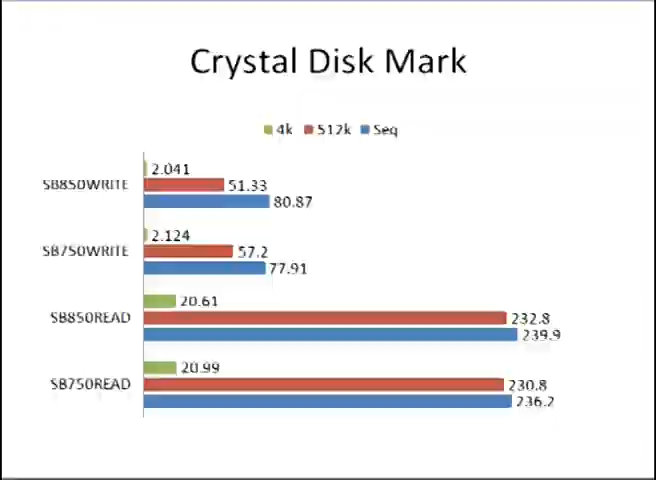 Crystal Disk Mark
4k 512k Seq
2.041
SB850WRITE 51.33
80.87
2.124
SB750WRITE 57.2
77.91
20.61
SB850READ 232.8
239.9
20.99
SB750READ 230.8
236.2